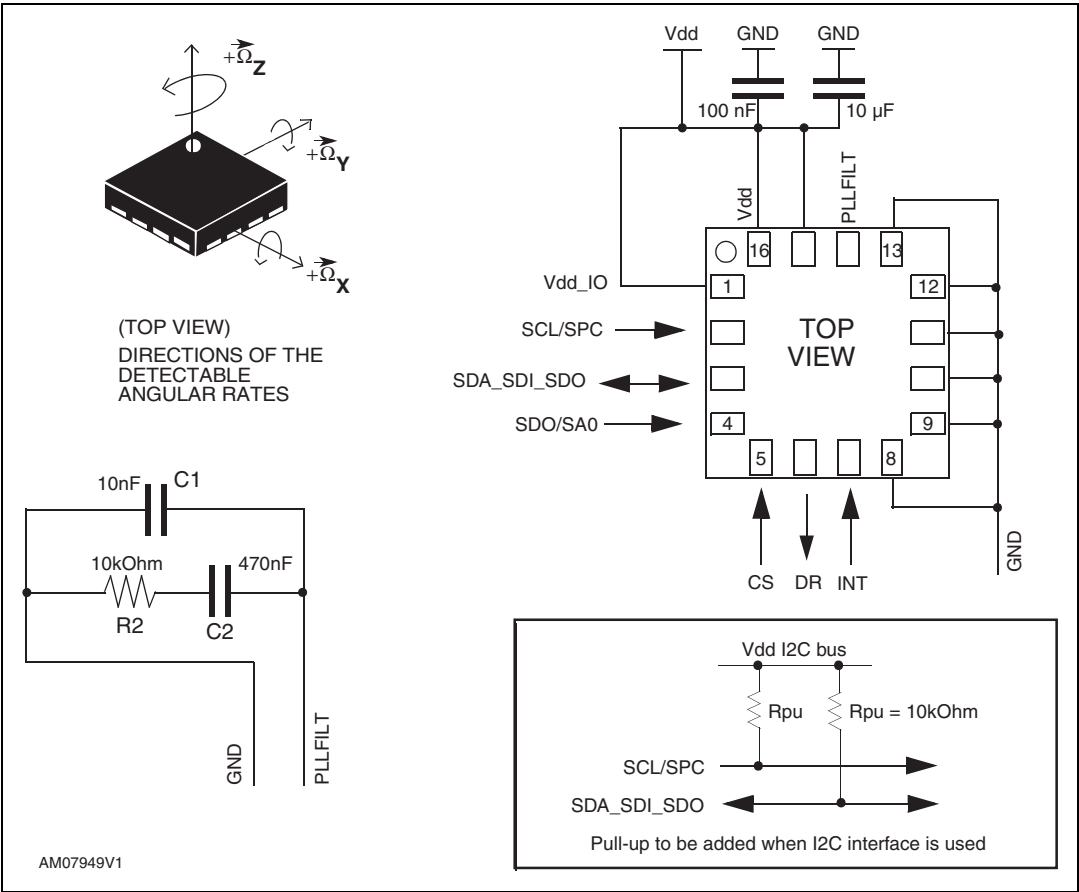 +Ω Z
+Ω Y
+Ω X
(TOP VIEW)
DIRECTIONS OF THE
DETECTABLE
ANGULAR RATES
Vdd
GND
GND
100 nF
10 µF
Vdd
PLLFILT
16
13
Vdd_IO
1
12
SCL/SPC
TOP
VIEW
SDA_SDI_SDO
SDO/SA0
4
9
5
8
CS
DR
INT
GND
10nF
C1
10kOhm
470nF
R2
C2
GND
PLLFILT
Vdd I2C bus
Rpu
Rpu = 10kOhm
SCL/SPC
SDA_SDI_SDO
Pull-up to be added when I2C interface is used
AM07949V1